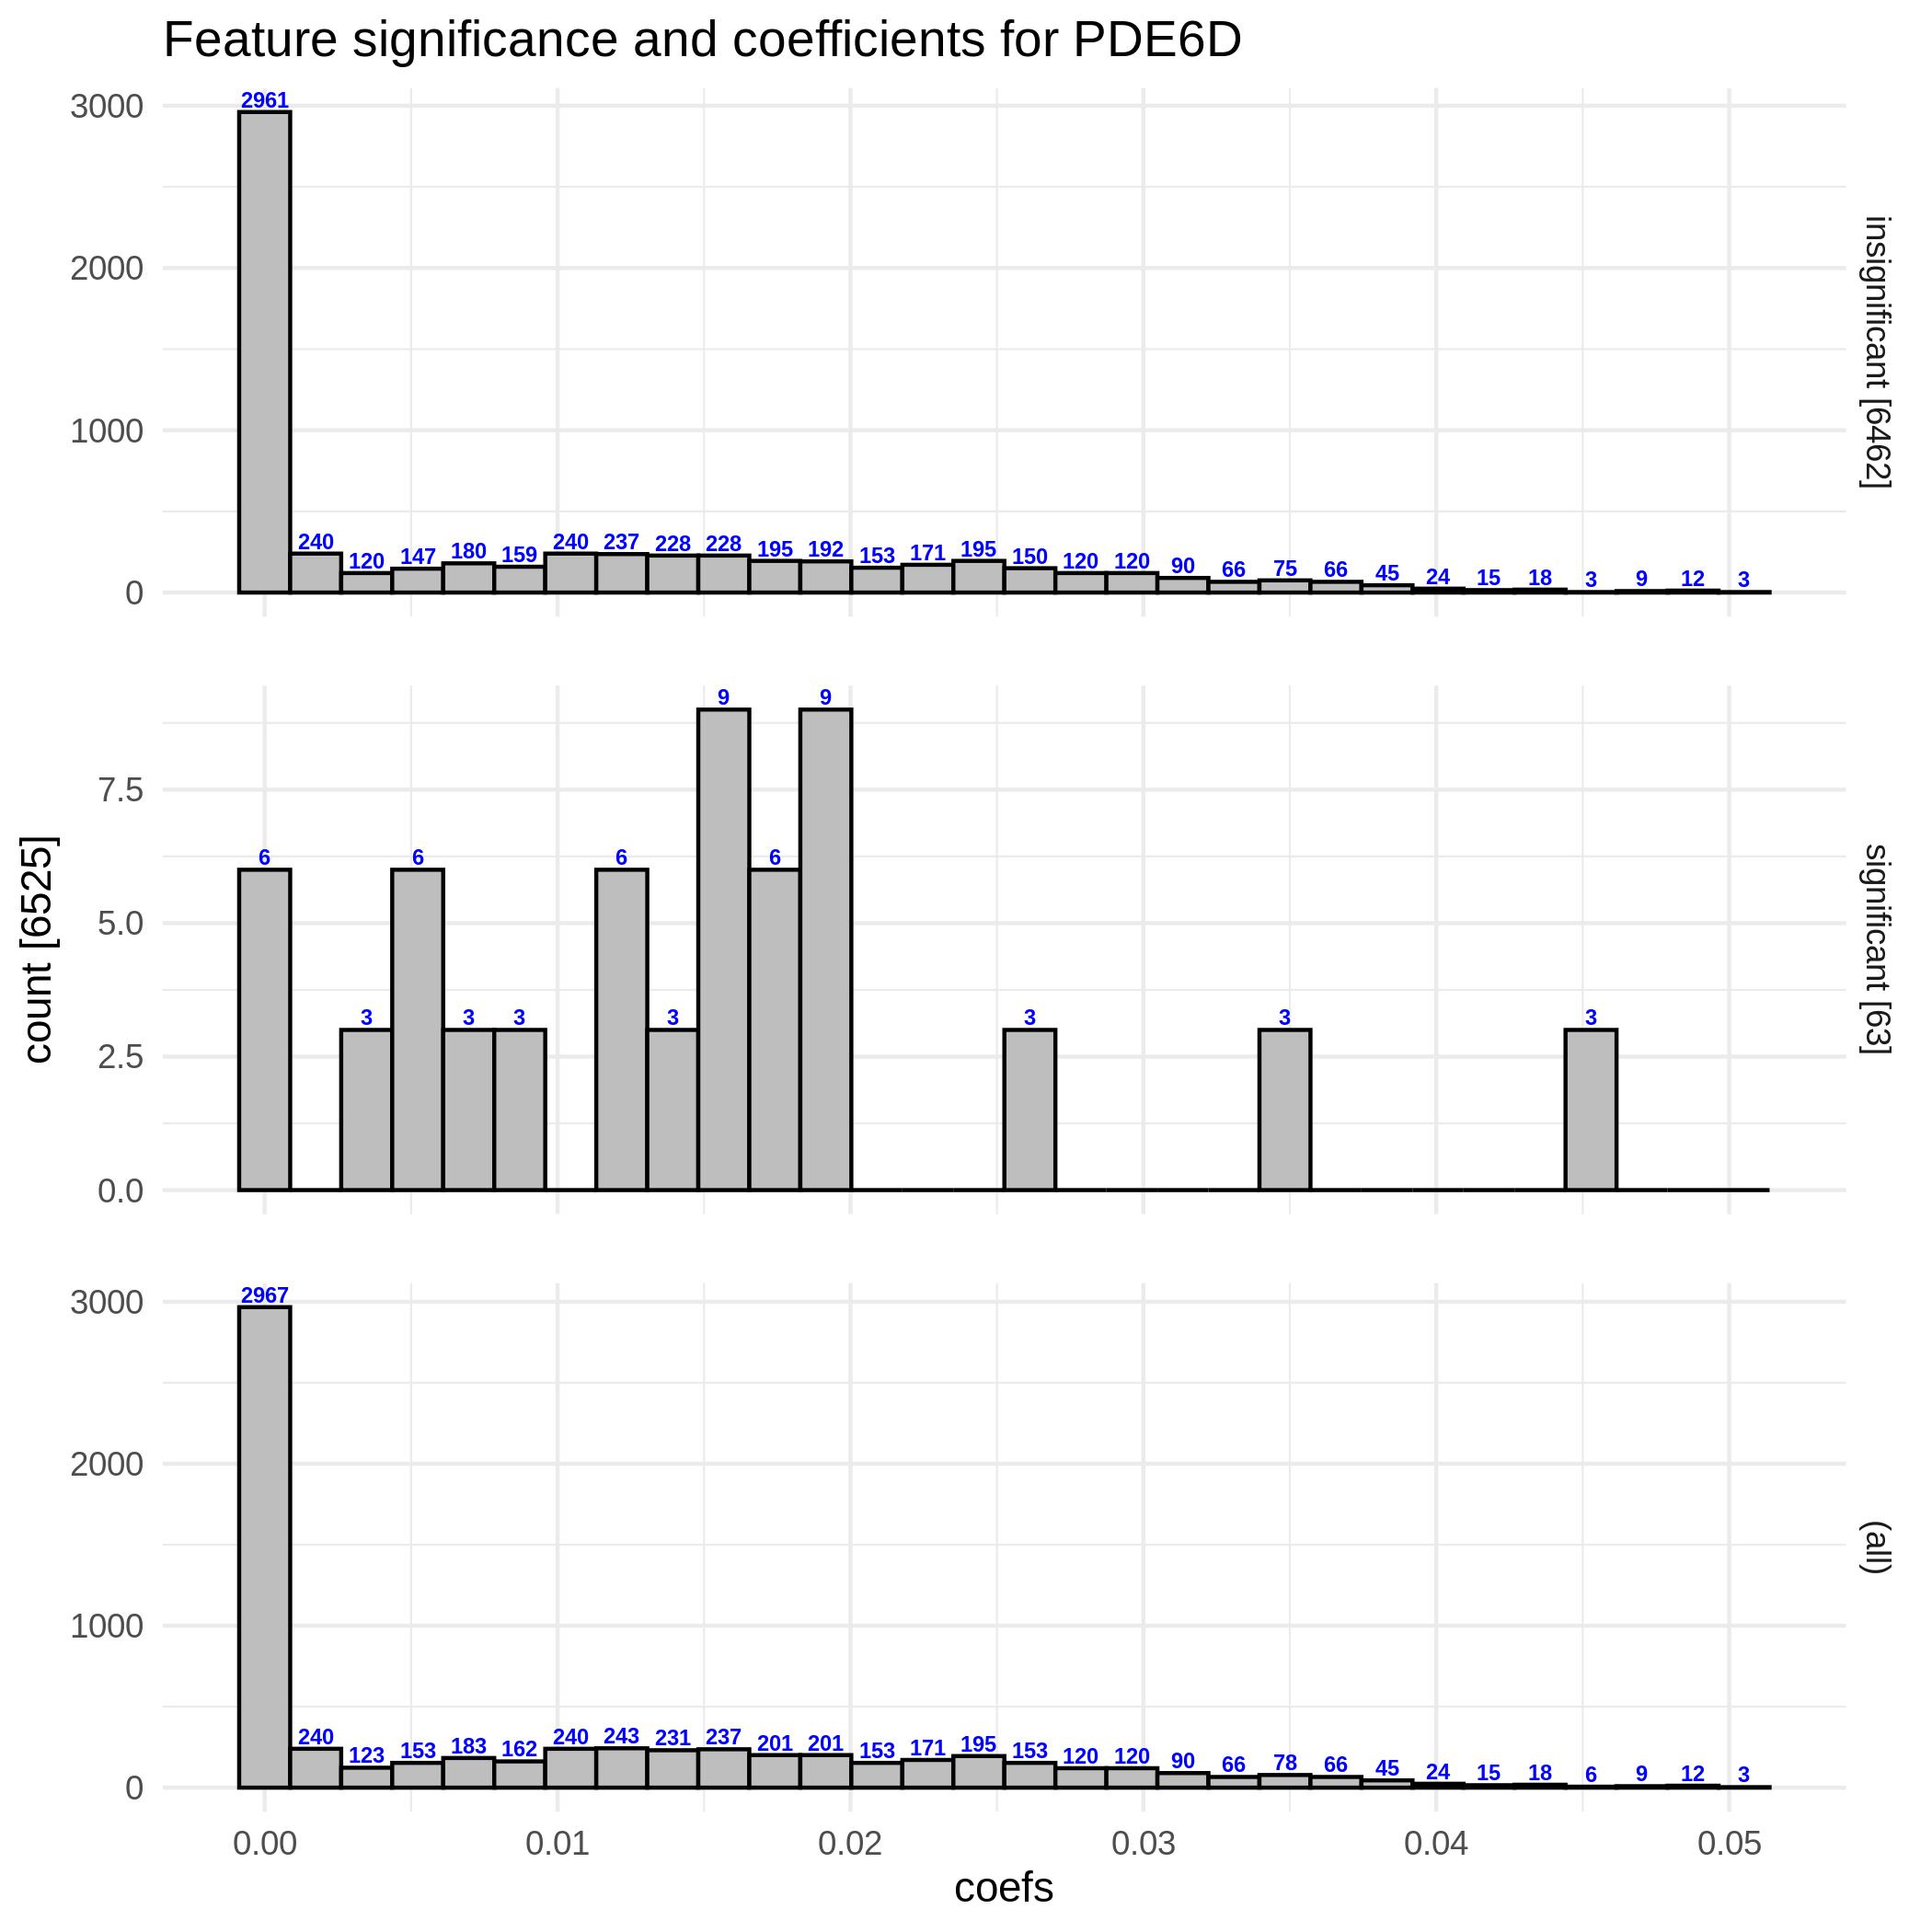 Feature significance and coefficients for PDE6D
count [6525]
3000
2000
1000
0
2961
240 120 147 180 159 240 237 228 228 195 192 153 171 195 150 120 120 90 66 75 66 45 24 15 18 3 9 12 3
insignificant [6462]
7.5
5.0
2.5
0.0
6 3 6 3 3 6 3 9 6 9 3 3 3
significant [63]
3000
2000
1000
0
2967
240 123 153 183 162 240 243 231 237 201 201 153 171 195 153 120 120 90 66 78 66 45 24 15 18 6 9 12 3
(all)
0.00 0.01 0.02 0.03 0.04 0.05
coefs